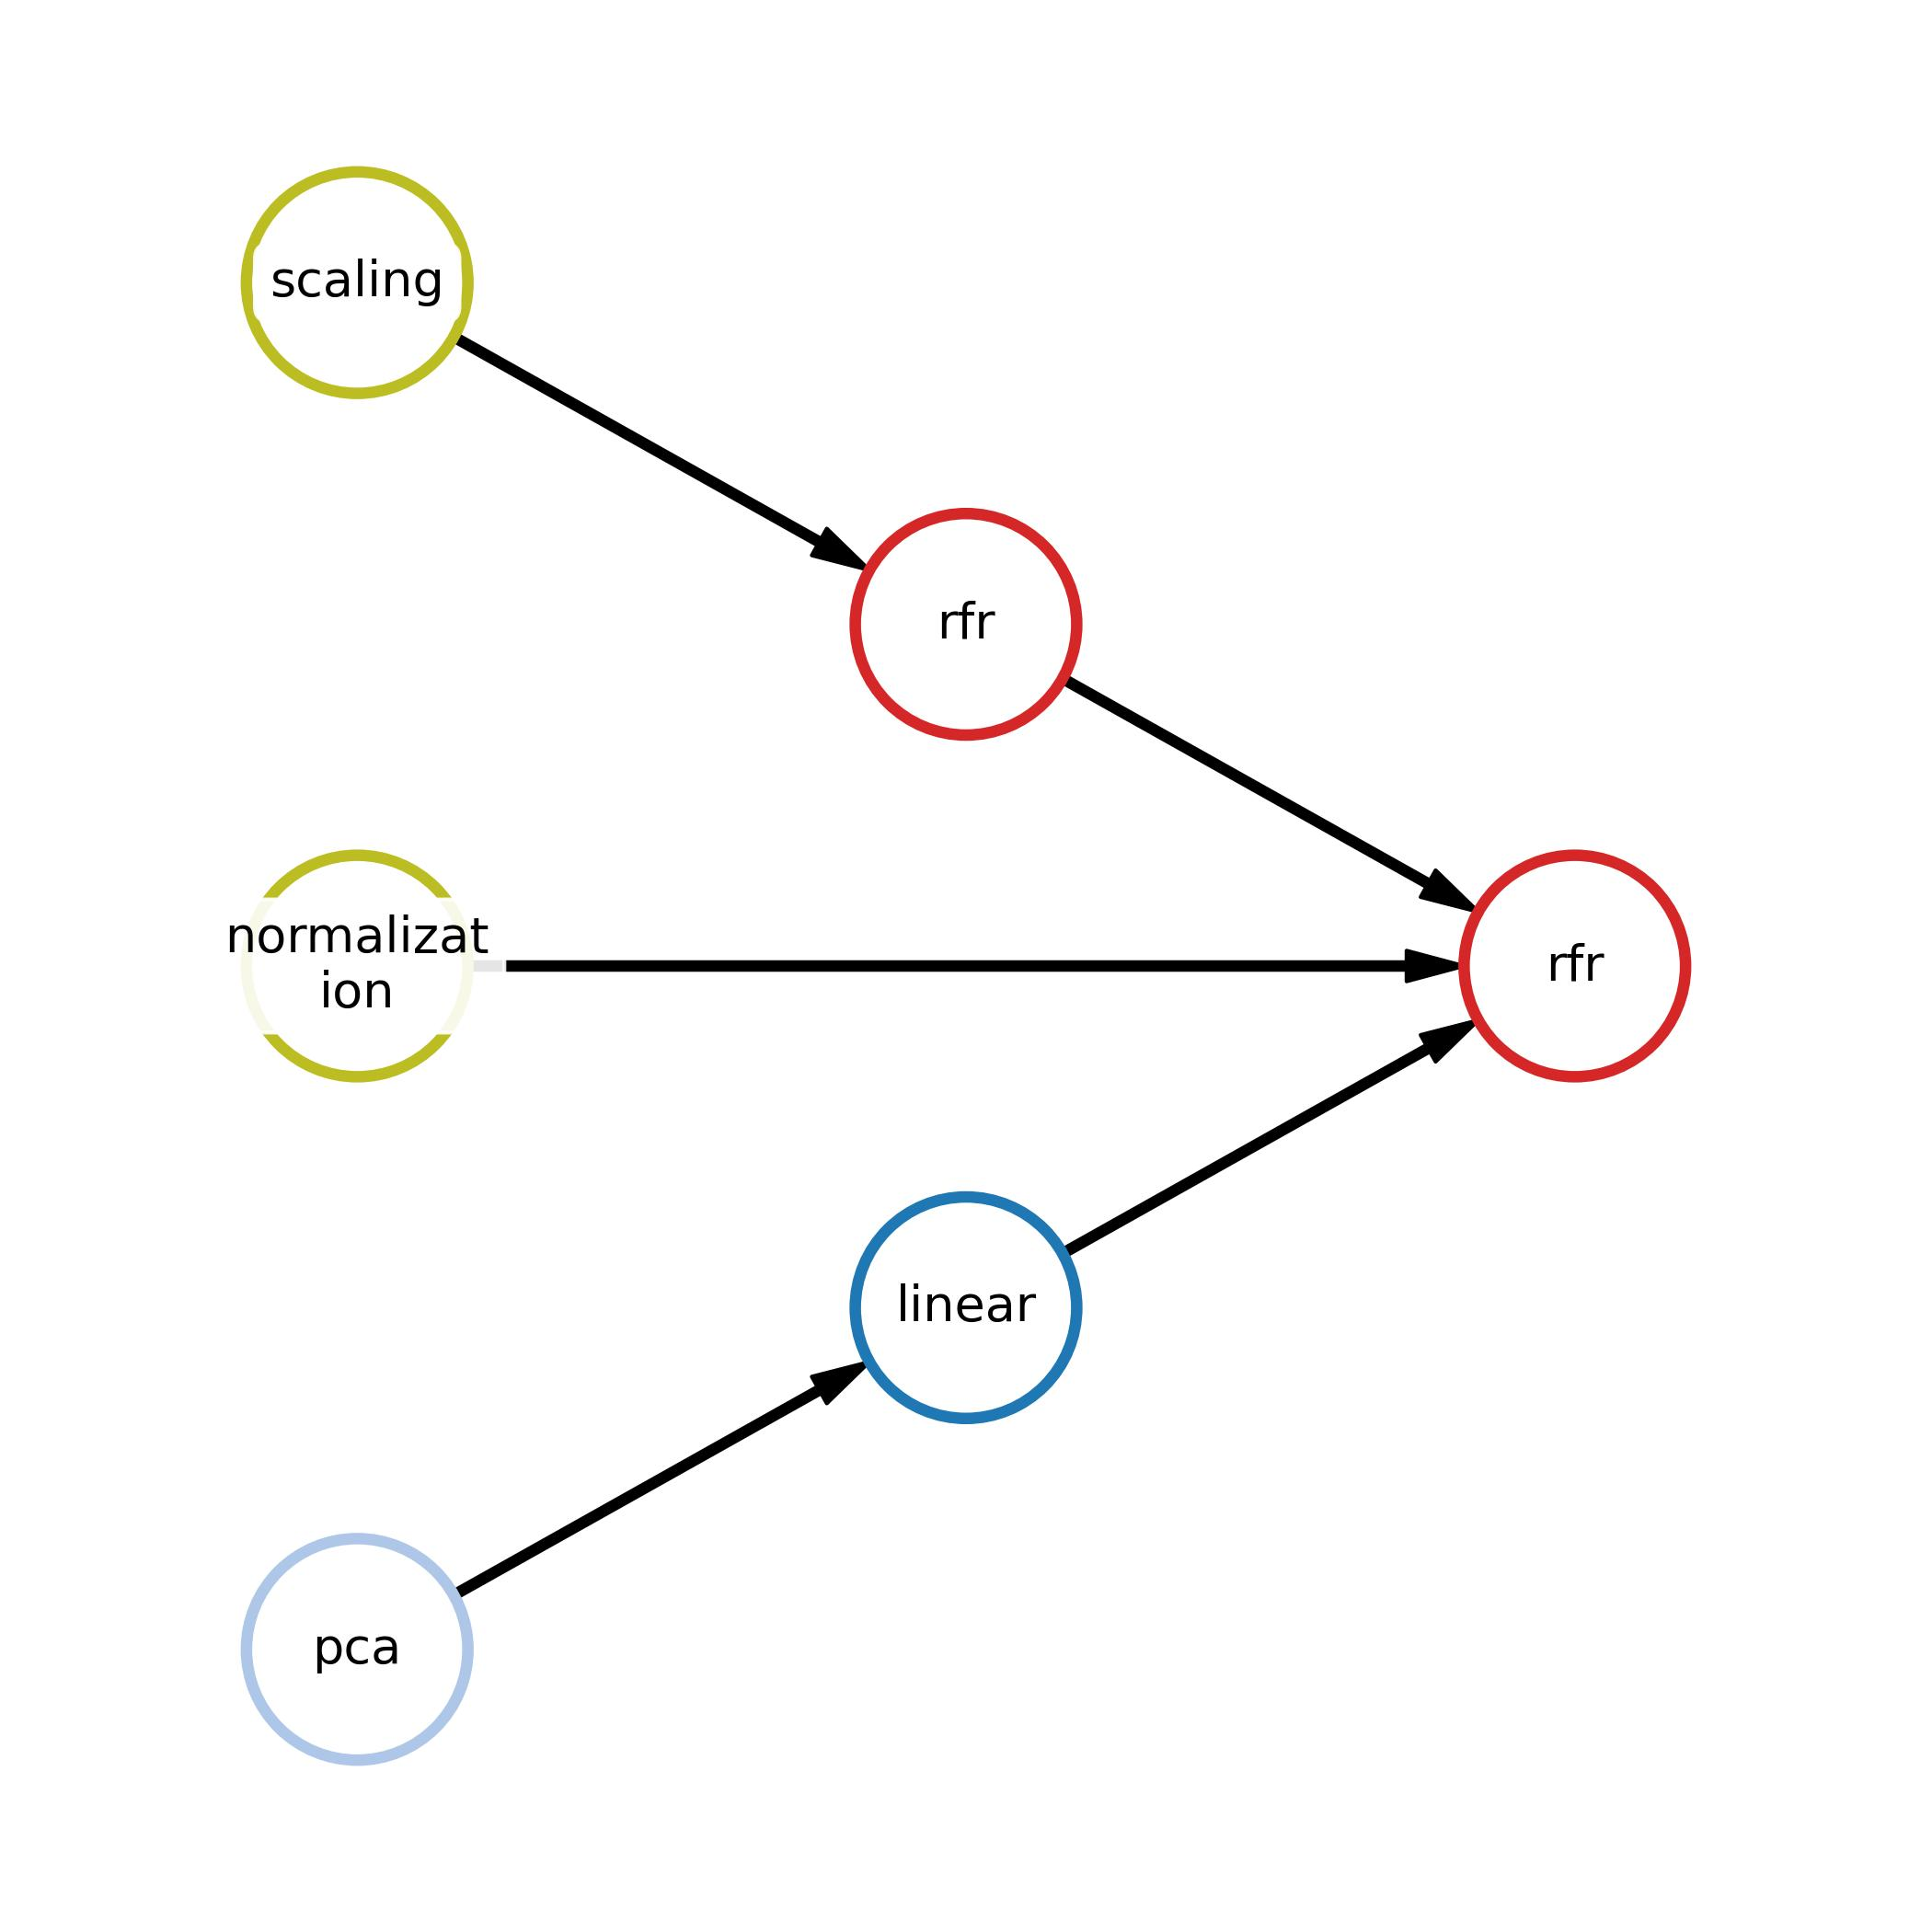 scaling
rfr
normalizat
ion
rfr
linear
pca